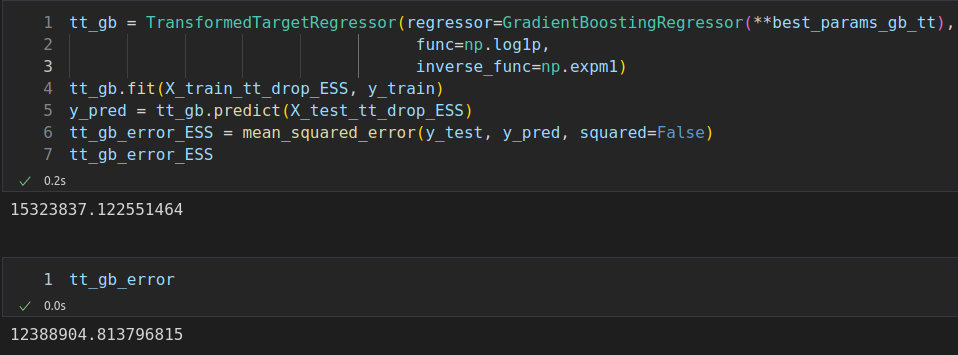 1 tt_gb = TransformedTargetRegressor(regressor=GradientBoostingRegressor(**best_params_gb_tt),
2 func=np.log1p,
3 inverse_func=np.expm1)
4 tt_gb.fit(X_train_tt_drop_ESS, y_train)
5 y_pred = tt_gb.predict(X_test_tt_drop_ESS)
6 tt_gb_error_ESS = mean_squared_error(y_test, y_pred, squared=False)
7 tt_gb_error_ESS
✓ 0.2s
15323837.122551464
1 tt_gb_error
✓ 0.0s
12388904.813796815